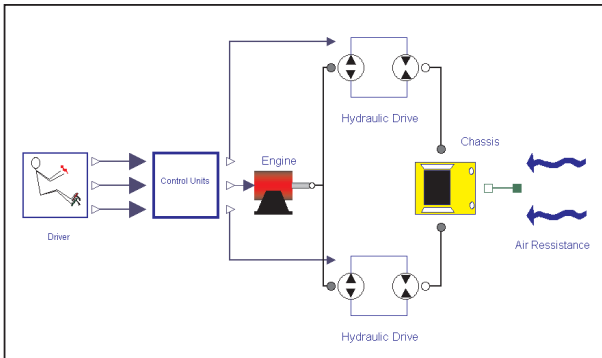 Hydraulic Drive
Chassis
Engine
Control Units
Driver
Air Ressistance
Hydraulic Drive